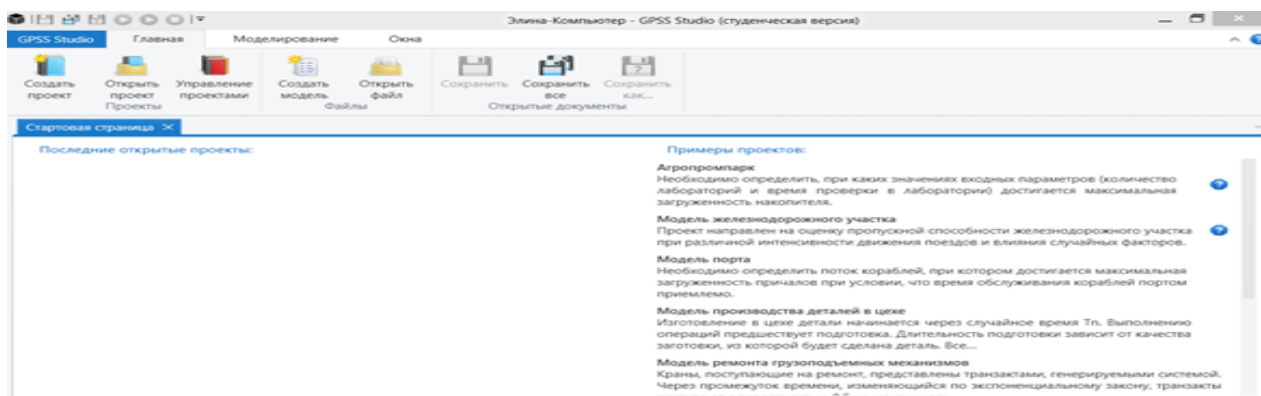 Элина-Компьютер - GPSS Studio (студенческая версия)
GPSS Studio Главная Моделирование Окна
Создать проект
Открыть проект
Управление проектами
Проекты
Создать модель
Открыть файл
Файлы
Сохранить
Сохранить все
Сохранить как...
Открытые документы
Стартовая страница
Последние открытые проекты:
Примеры проектов:
Агропромпарк
Необходимо определить, при каких значениях входных параметров (количество
лабораторий и время проверки в лаборатории) достигается максимальная
загруженность накопителя.
Модель железнодорожного участка
Проект направлен на оценку пропускной способности железнодорожного участка
при различной интенсивности движения поездов и влияния случайных факторов.
Модель порта
Необходимо определить поток кораблей, при котором достигается максимальная
загруженность причалов при условии, что время обслуживания кораблей портом
приемлемо.
Модель производства деталей в цехе
Изготовление в цехе детали начинается через случайное время Тп. Выполнению
операций предшествует подготовка. Длительность подготовки зависит от качества
заготовки, из которой будет сделана деталь. Все...
Модель ремонта грузоподъемных механизмов
Краны, поступающие на ремонт, представлены транзактами, генерируемыми системой.
Через промежуток времени, изменяющийся по экспоненциальному закону, транзакты